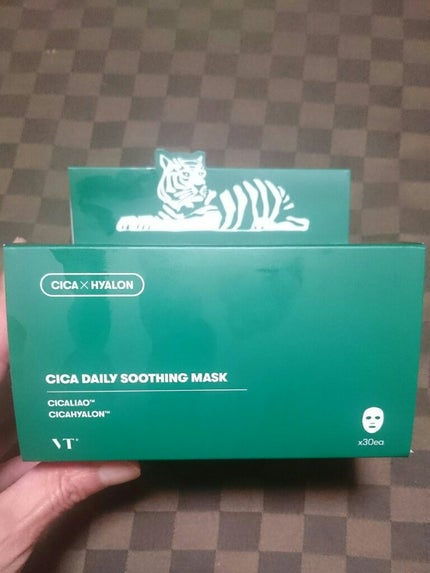 CICA×HYALON
CICA DAILY SOOTHING MASK
CICALIAO™
CICAHYALON™
VT®
x30ea